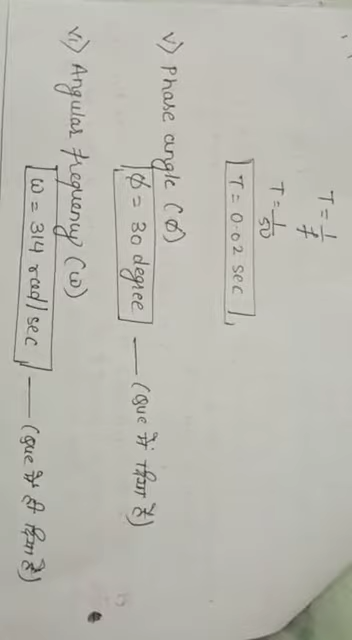 T = 1/f
T = 1/50
T = 0.02 sec
v) Phase angle (ϕ)
ϕ = 30 degree — (que में
vi) Angular frequency (ω)
ω = 314 rad/sec — (que में